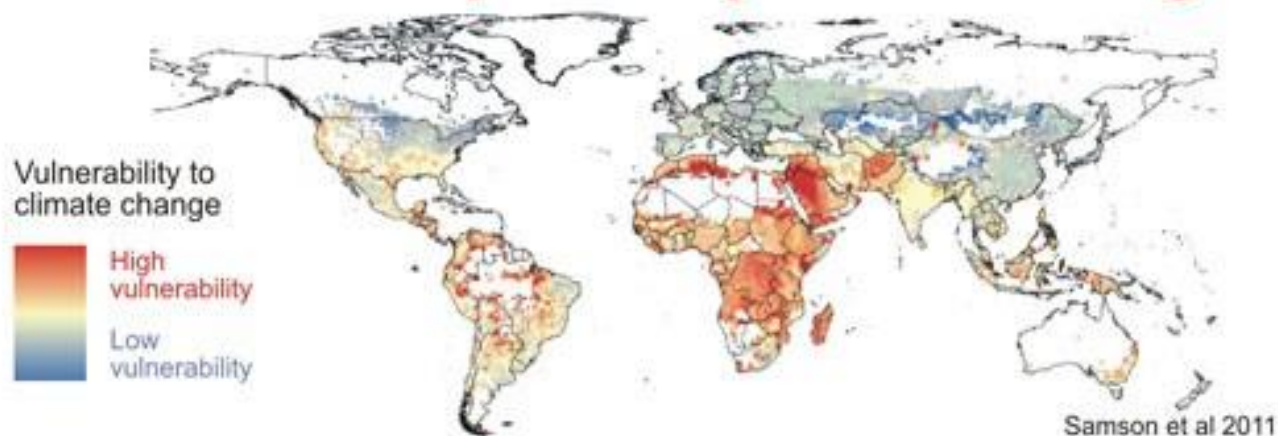 Vulnerability to
climate change
High
vulnerability
Low
vulnerability
Samson et al 2011